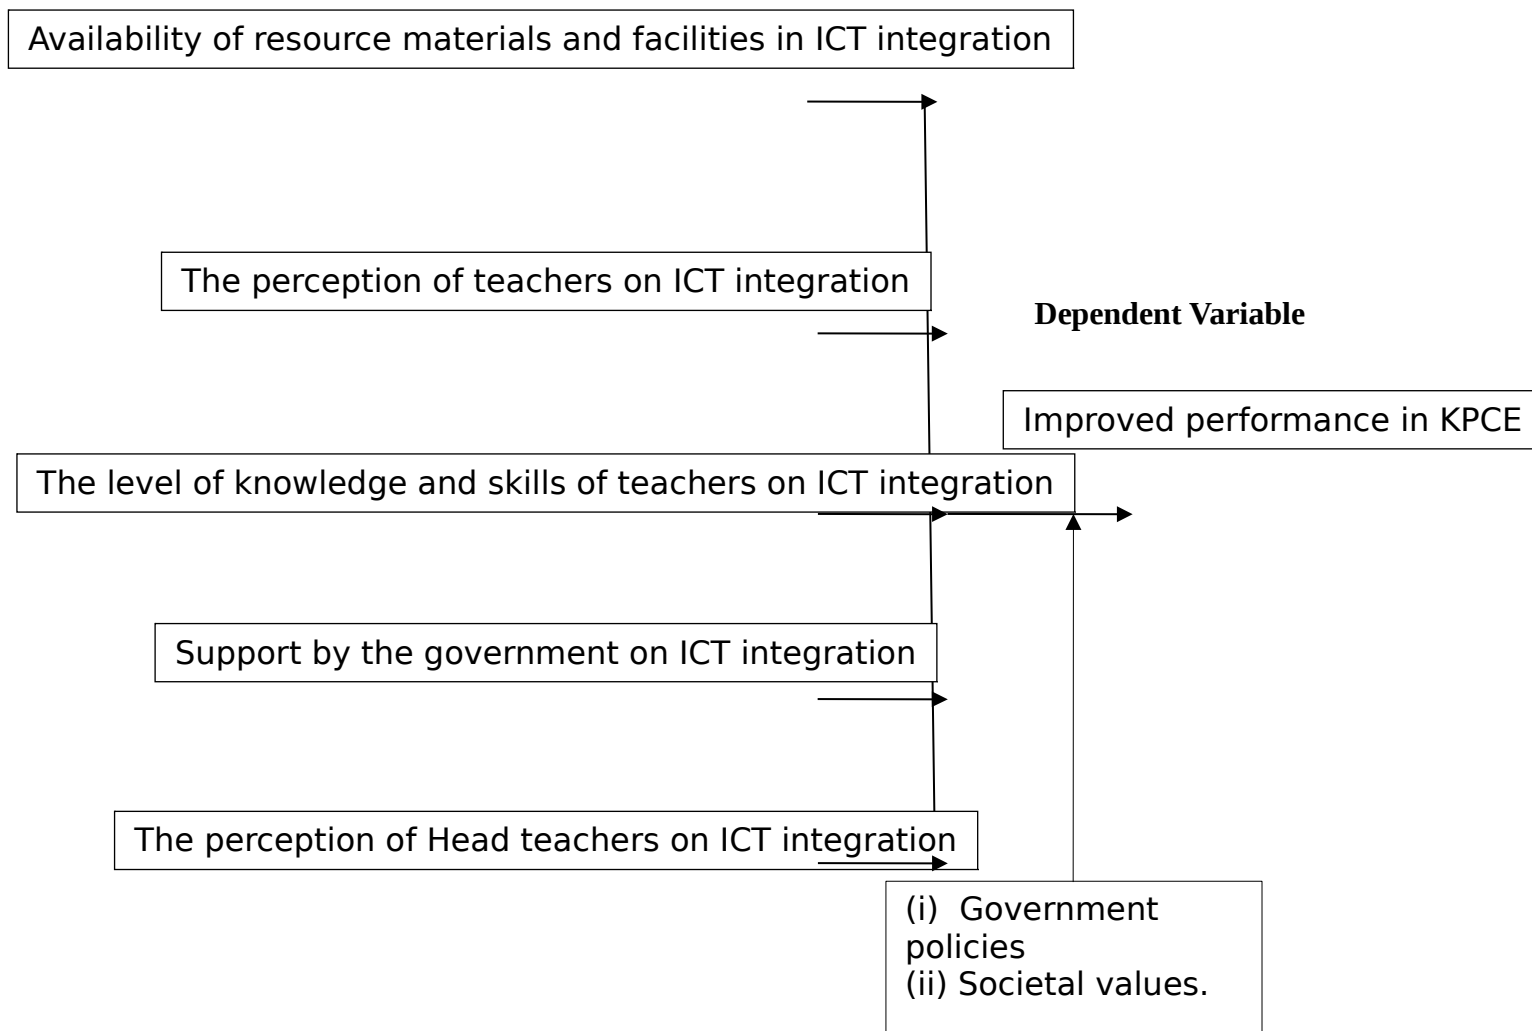 Availability of resource materials and facilities in ICT integration
The perception of teachers on ICT integration
Dependent Variable
Improved performance in KPCE
The level of knowledge and skills of teachers on ICT integration
Support by the government on ICT integration
The perception of Head teachers on ICT integration
(i)  Government
policies
(ii) Societal values.